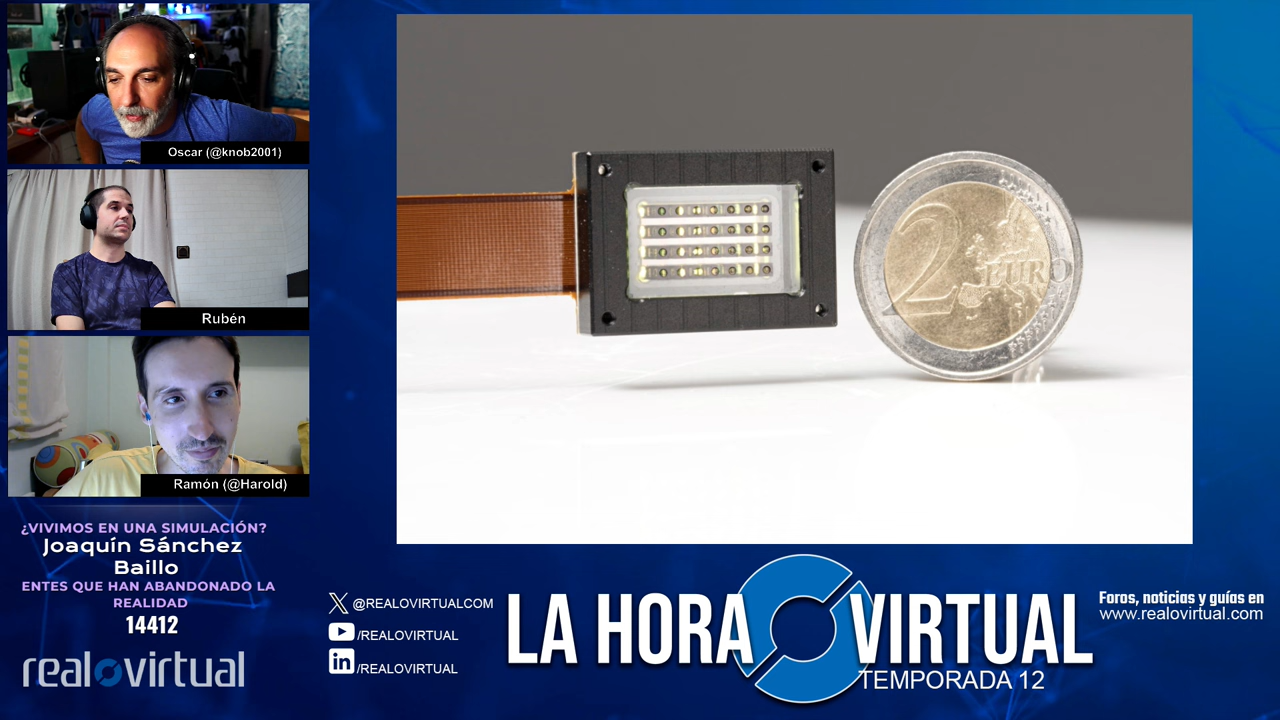 Oscar (@knob2001)
Rubén
Ramón (@Harold)
¿VIVIMOS EN UNA SIMULACIÓN?
Joaquín Sánchez
Baillo
ENTES QUE HAN ABANDONADO LA
REALIDAD
14412
realovirtual
2 EURO
@REALOVIRTUALCOM
/REALOVIRTUAL
/REALOVIRTUAL
LA HORA VIRTUAL
TEMPORADA 12
Foros, noticias y guías en
www.realovirtual.com